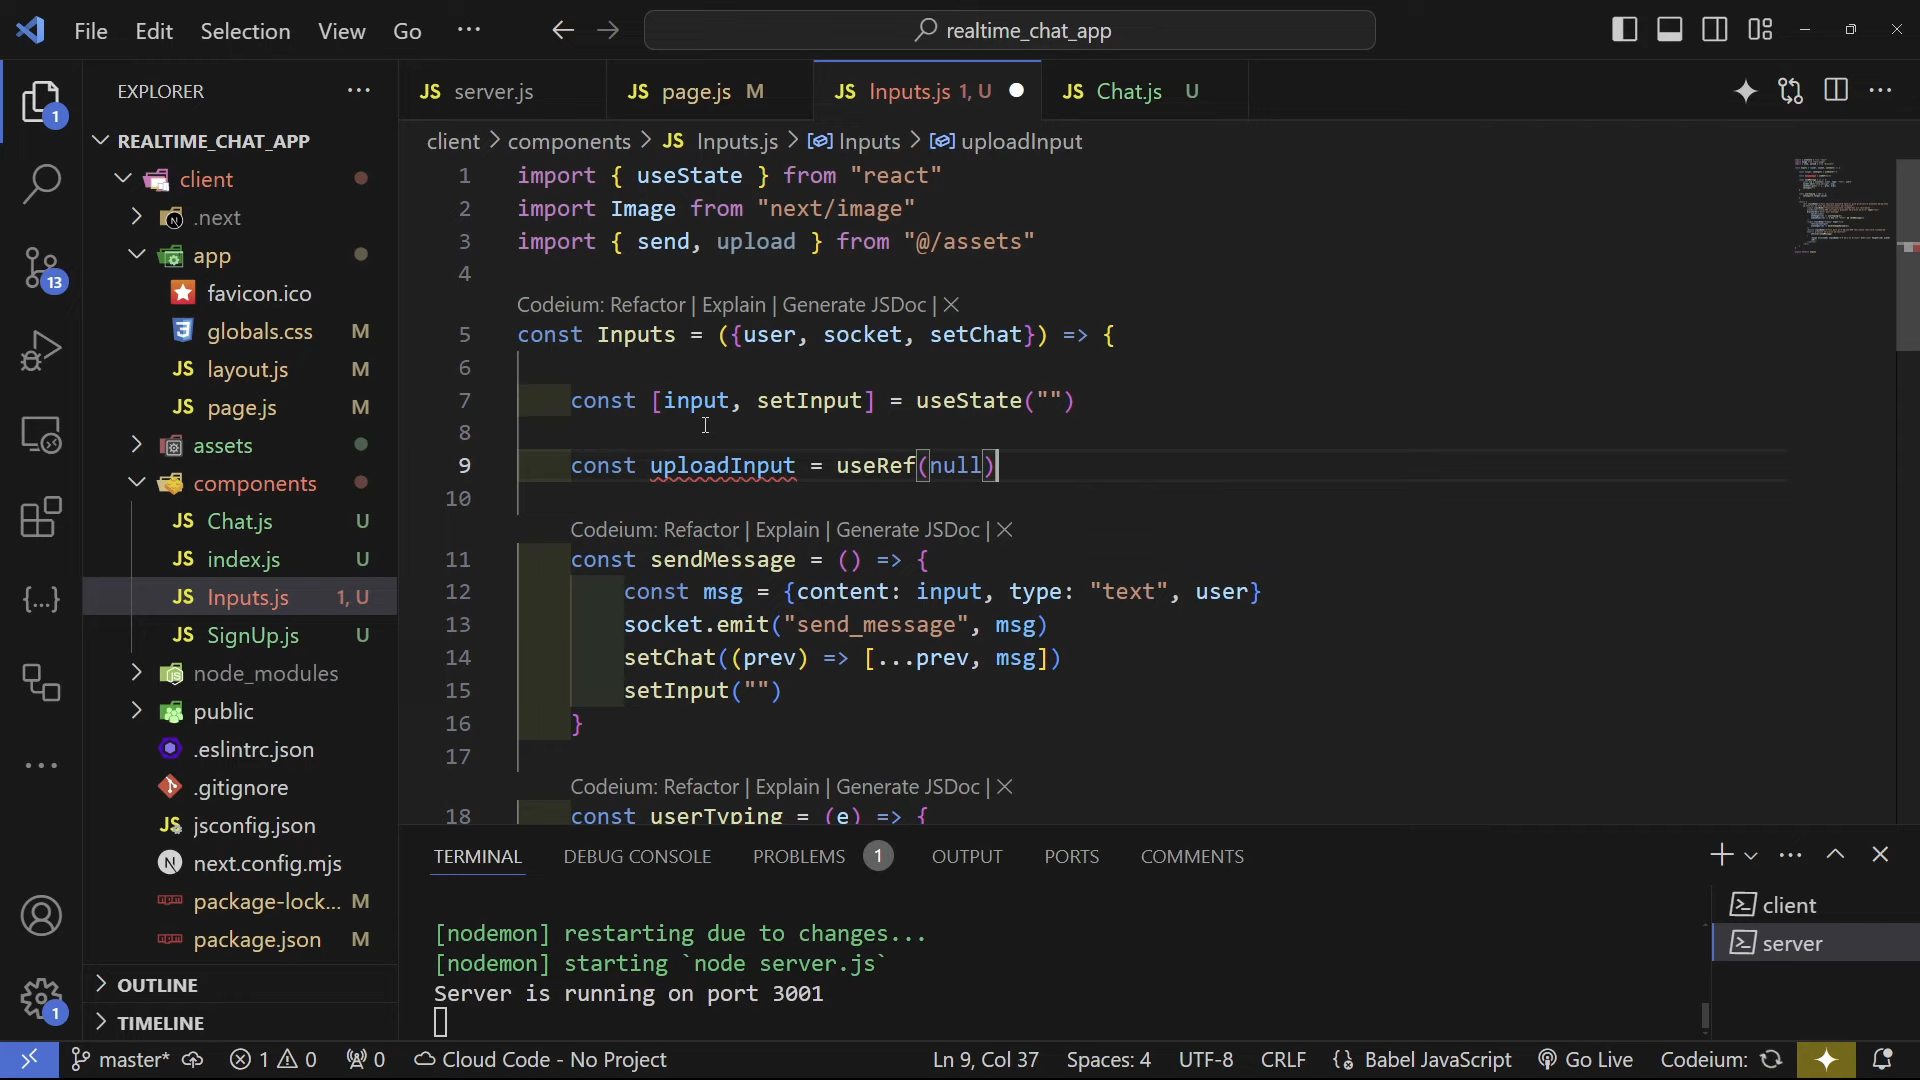 File Edit Selection View Go ···
realtime_chat_app
EXPLORER ···
JS server.js
JS page.js M
JS Inputs.js 1, U
JS Chat.js U
client > components > JS Inputs.js > Inputs > uploadInput
REALTIME_CHAT_APP
client
.next
app
favicon.ico
globals.css M
JS layout.js M
JS page.js M
assets
components
JS Chat.js U
JS index.js U
JS Inputs.js 1, U
JS SignUp.js U
node_modules
public
.eslintrc.json
.gitignore
JS jsconfig.json
N next.config.mjs
package-lock... M
package.json M
OUTLINE
TIMELINE
1
13
1
1 import { useState } from "react"
2 import Image from "next/image"
3 import { send, upload } from "@/assets"
4
Codeium: Refactor | Explain | Generate JSDoc | ×
5 const Inputs = ({user, socket, setChat}) => {
6
7 const [input, setInput] = useState("")
8
9 const uploadInput = useRef(null)
10
Codeium: Refactor | Explain | Generate JSDoc | ×
11 const sendMessage = () => {
12 const msg = {content: input, type: "text", user}
13 socket.emit("send_message", msg)
14 setChat((prev) => [...prev, msg])
15 setInput("")
16 }
17
Codeium: Refactor | Explain | Generate JSDoc | ×
18 const userTyping = (e) => {
TERMINAL DEBUG CONSOLE PROBLEMS 1 OUTPUT PORTS COMMENTS
[nodemon] restarting due to changes...
[nodemon] starting `node server.js`
Server is running on port 3001
client
server
master* 1 0 0 Cloud Code - No Project Ln 9, Col 37 Spaces: 4 UTF-8 CRLF Babel JavaScript Go Live Codeium: